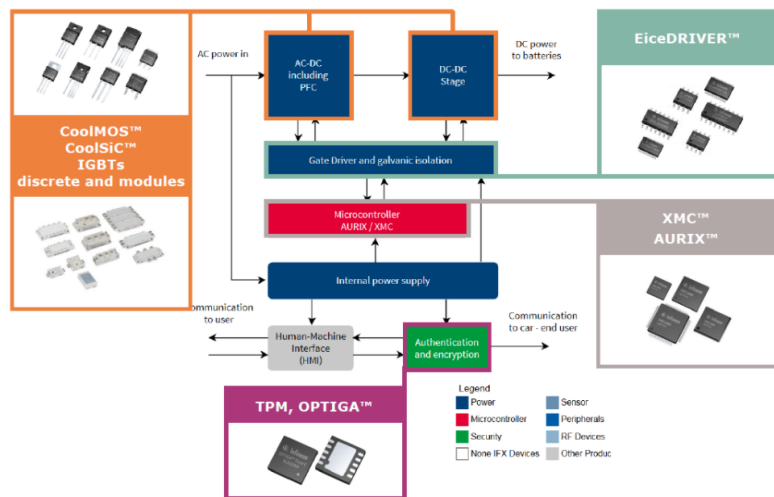 AC power in
AC-DC
including
PFC
DC-DC
Stage
DC power
to batteries
EiceDRIVER™
CoolMOS™
CoolSiC™
IGBTs
discrete and modules
Gate Driver and galvanic isolation
Microcontroller
AURIX / XMC
XMC™
AURIX™
Internal power supply
ommunication
to user
Human-Machine
Interface
(HMI)
Authentication
and encryption
Communication
to car - end user
TPM, OPTIGA™
Legend
Power
Sensor
Microcontroller
Peripherals
Security
RF Devices
None IFX Devices
Other Produc